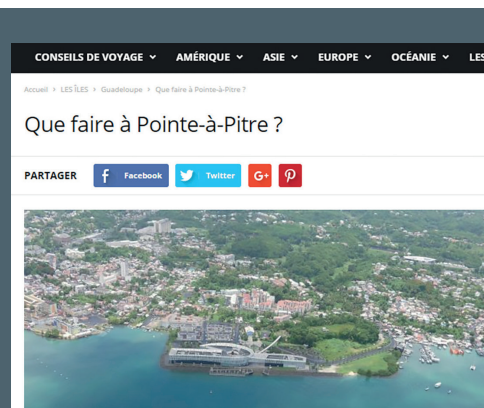 CONSEILS DE VOYAGE AMÉRIQUE ASIE EUROPE OCÉANIE LES
Accueil › LES ÎLES › Guadeloupe › Que faire à Pointe-à-Pitre ?
Que faire à Pointe-à-Pitre ?
PARTAGER Facebook Twitter G+